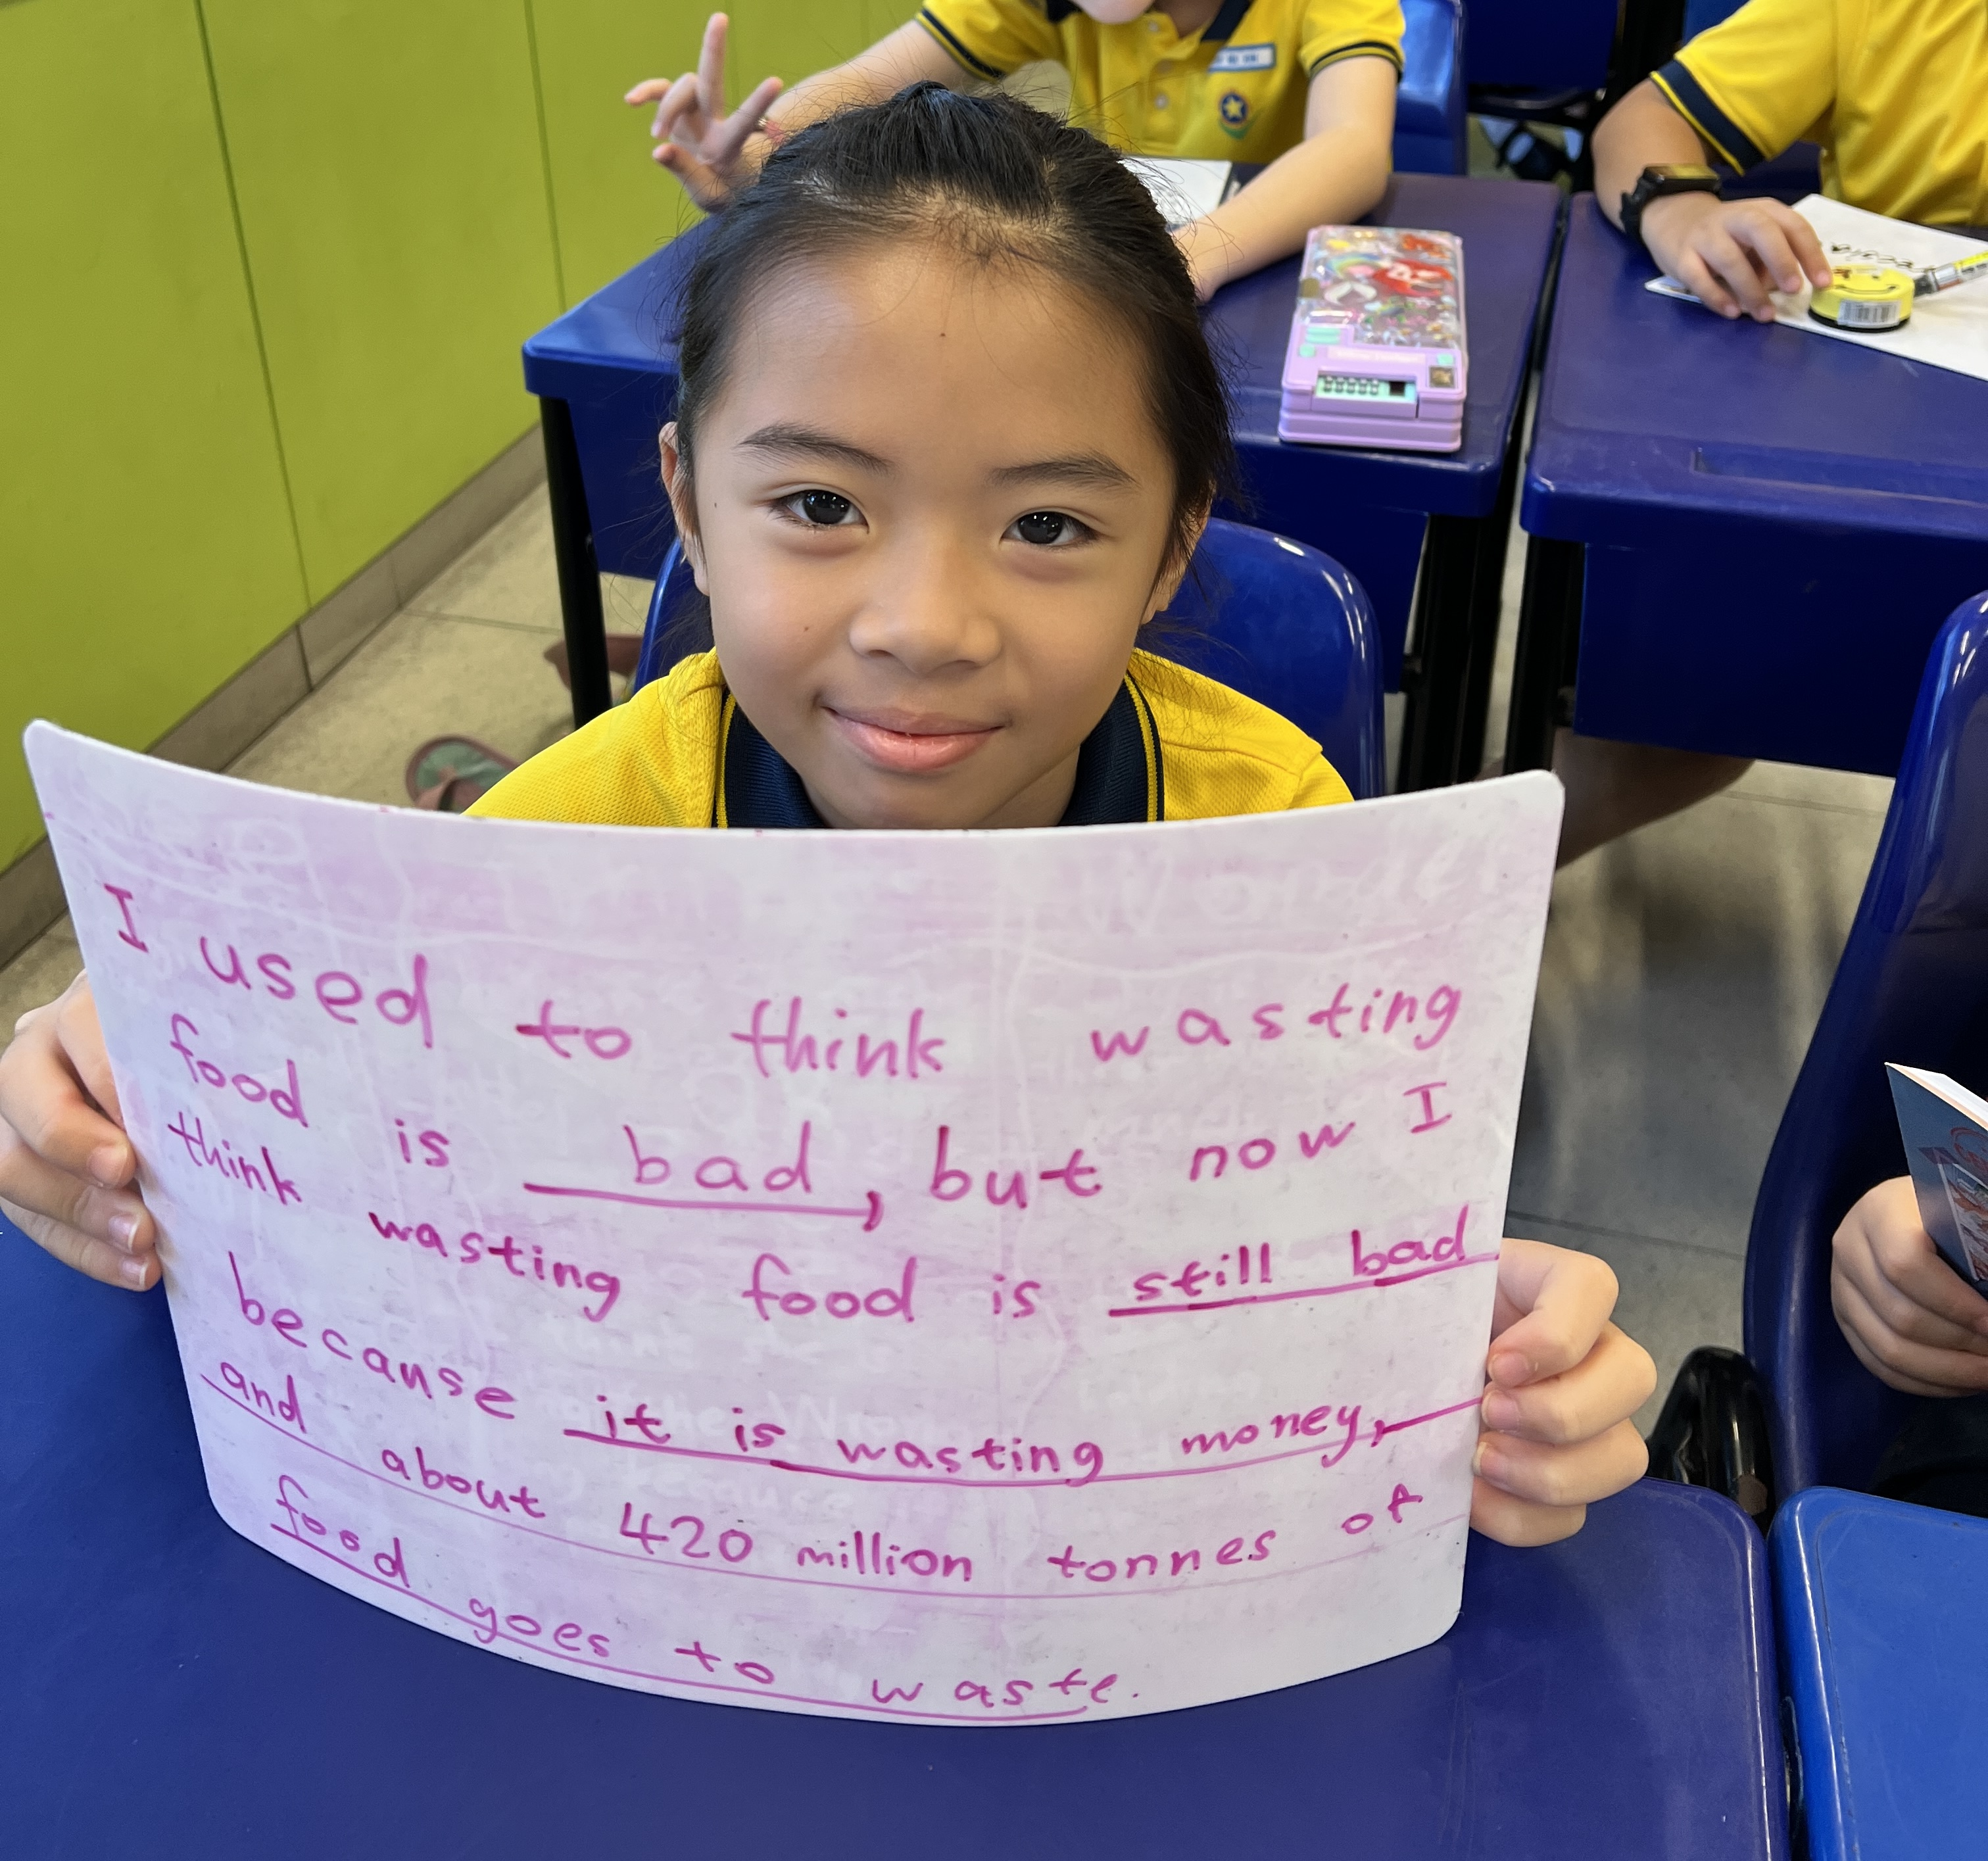 I used to think wasting
food is bad, but now I
think wasting food is still bad
because it is wasting money,
and about 420 million tonnes of
food goes to waste.